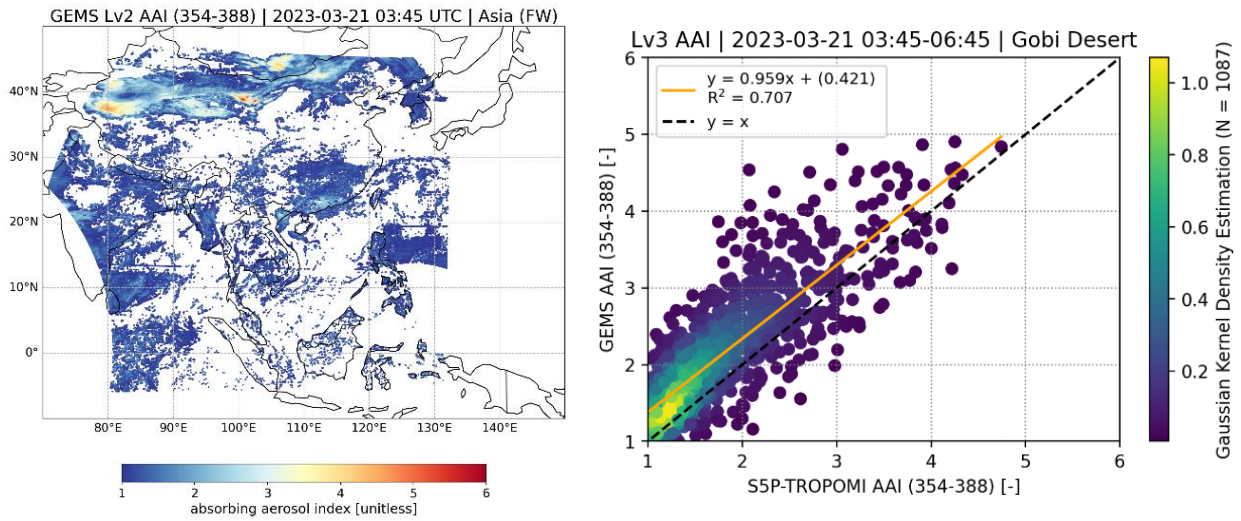 GEMS Lv2 AAI (354-388) | 2023-03-21 03:45 UTC | Asia (FW)
40°N
30°N
20°N
10°N
0°
80°E
90°E
100°E
110°E
120°E
130°E
140°E
1
2
3
4
5
6
absorbing aerosol index [unitless]
Lv3 AAI | 2023-03-21 03:45-06:45 | Gobi Desert
y = 0.959x + (0.421)
R² = 0.707
y = x
6
5
4
3
2
1
GEMS AAI (354-388) [-]
1
2
3
4
5
6
S5P-TROPOMI AAI (354-388) [-]
1.0
0.8
0.6
0.4
0.2
Gaussian Kernel Density Estimation (N = 1087)